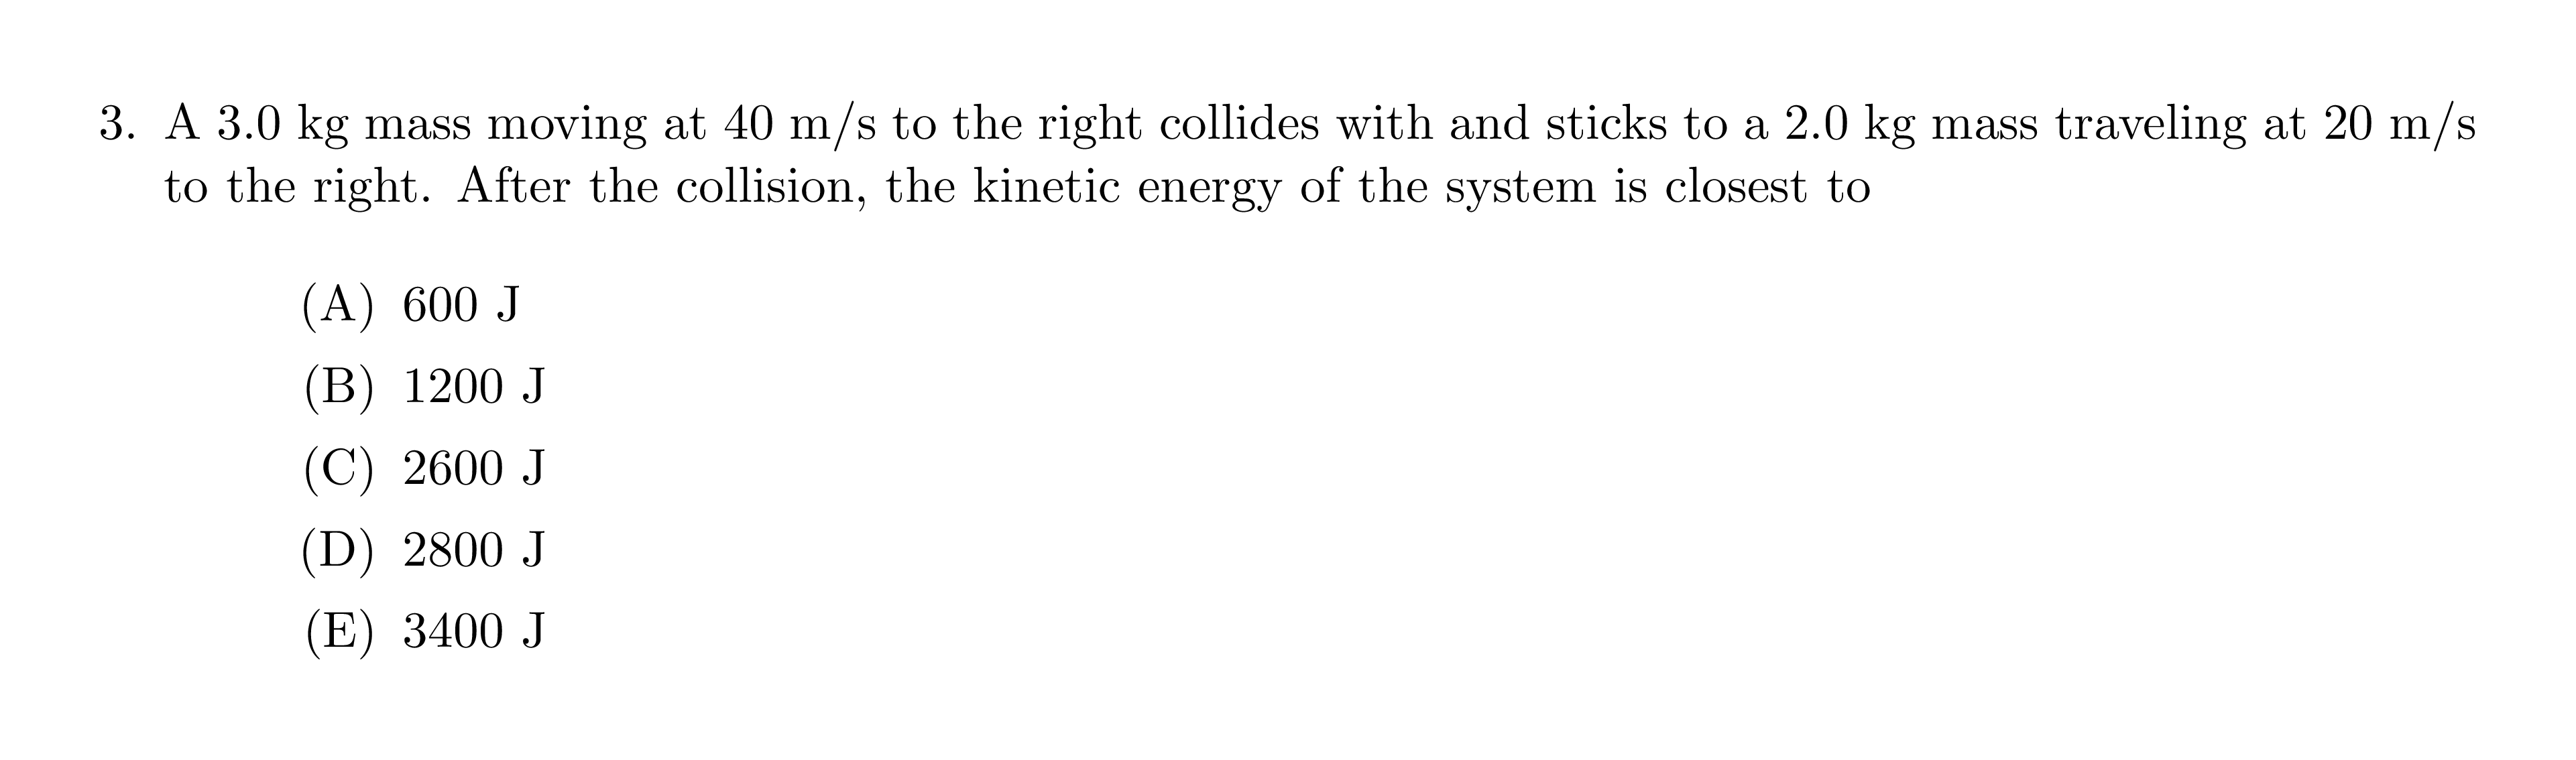 3. A 3.0 kg mass moving at 40 m/s to the right collides with and sticks to a 2.0 kg mass traveling at 20 m/s
to the right. After the collision, the kinetic energy of the system is closest to
(A) 600 J
(B) 1200 J
(C) 2600 J
(D) 2800 J
(E) 3400 J